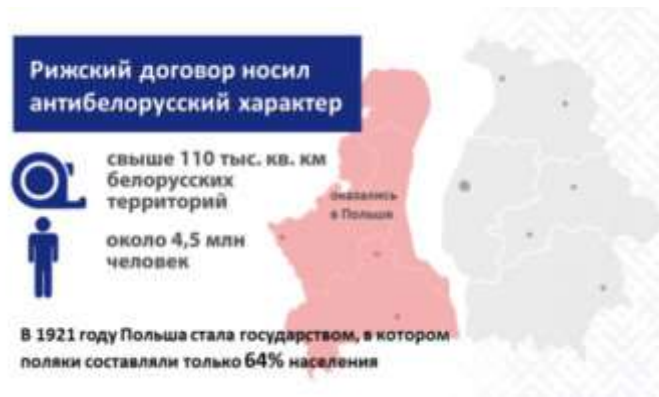 Рижский договор носил
антибелорусский характер
свыше 110 тыс. кв. км
белорусских
территорий
оказались
в Польше
около 4,5 млн
человек
В 1921 году Польша стала государством, в котором
поляки составляли только 64% населения